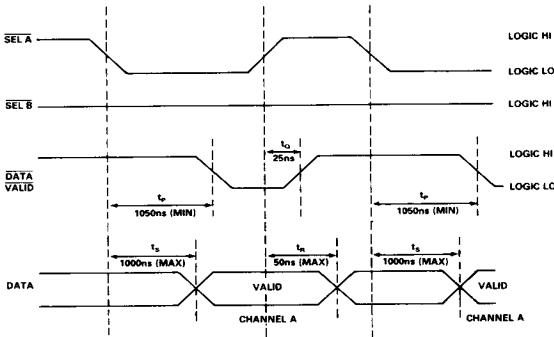 SEL A
LOGIC HI
LOGIC LO
SEL B
LOGIC HI
tQ
25ns
LOGIC HI
DATA
VALID
LOGIC LO
tP
1050ns (MIN)
tP
1050ns (MIN)
tS
1000ns (MAX)
tR
50ns (MAX)
tS
1000ns (MAX)
DATA
VALID
VALID
CHANNEL A
CHANNEL A